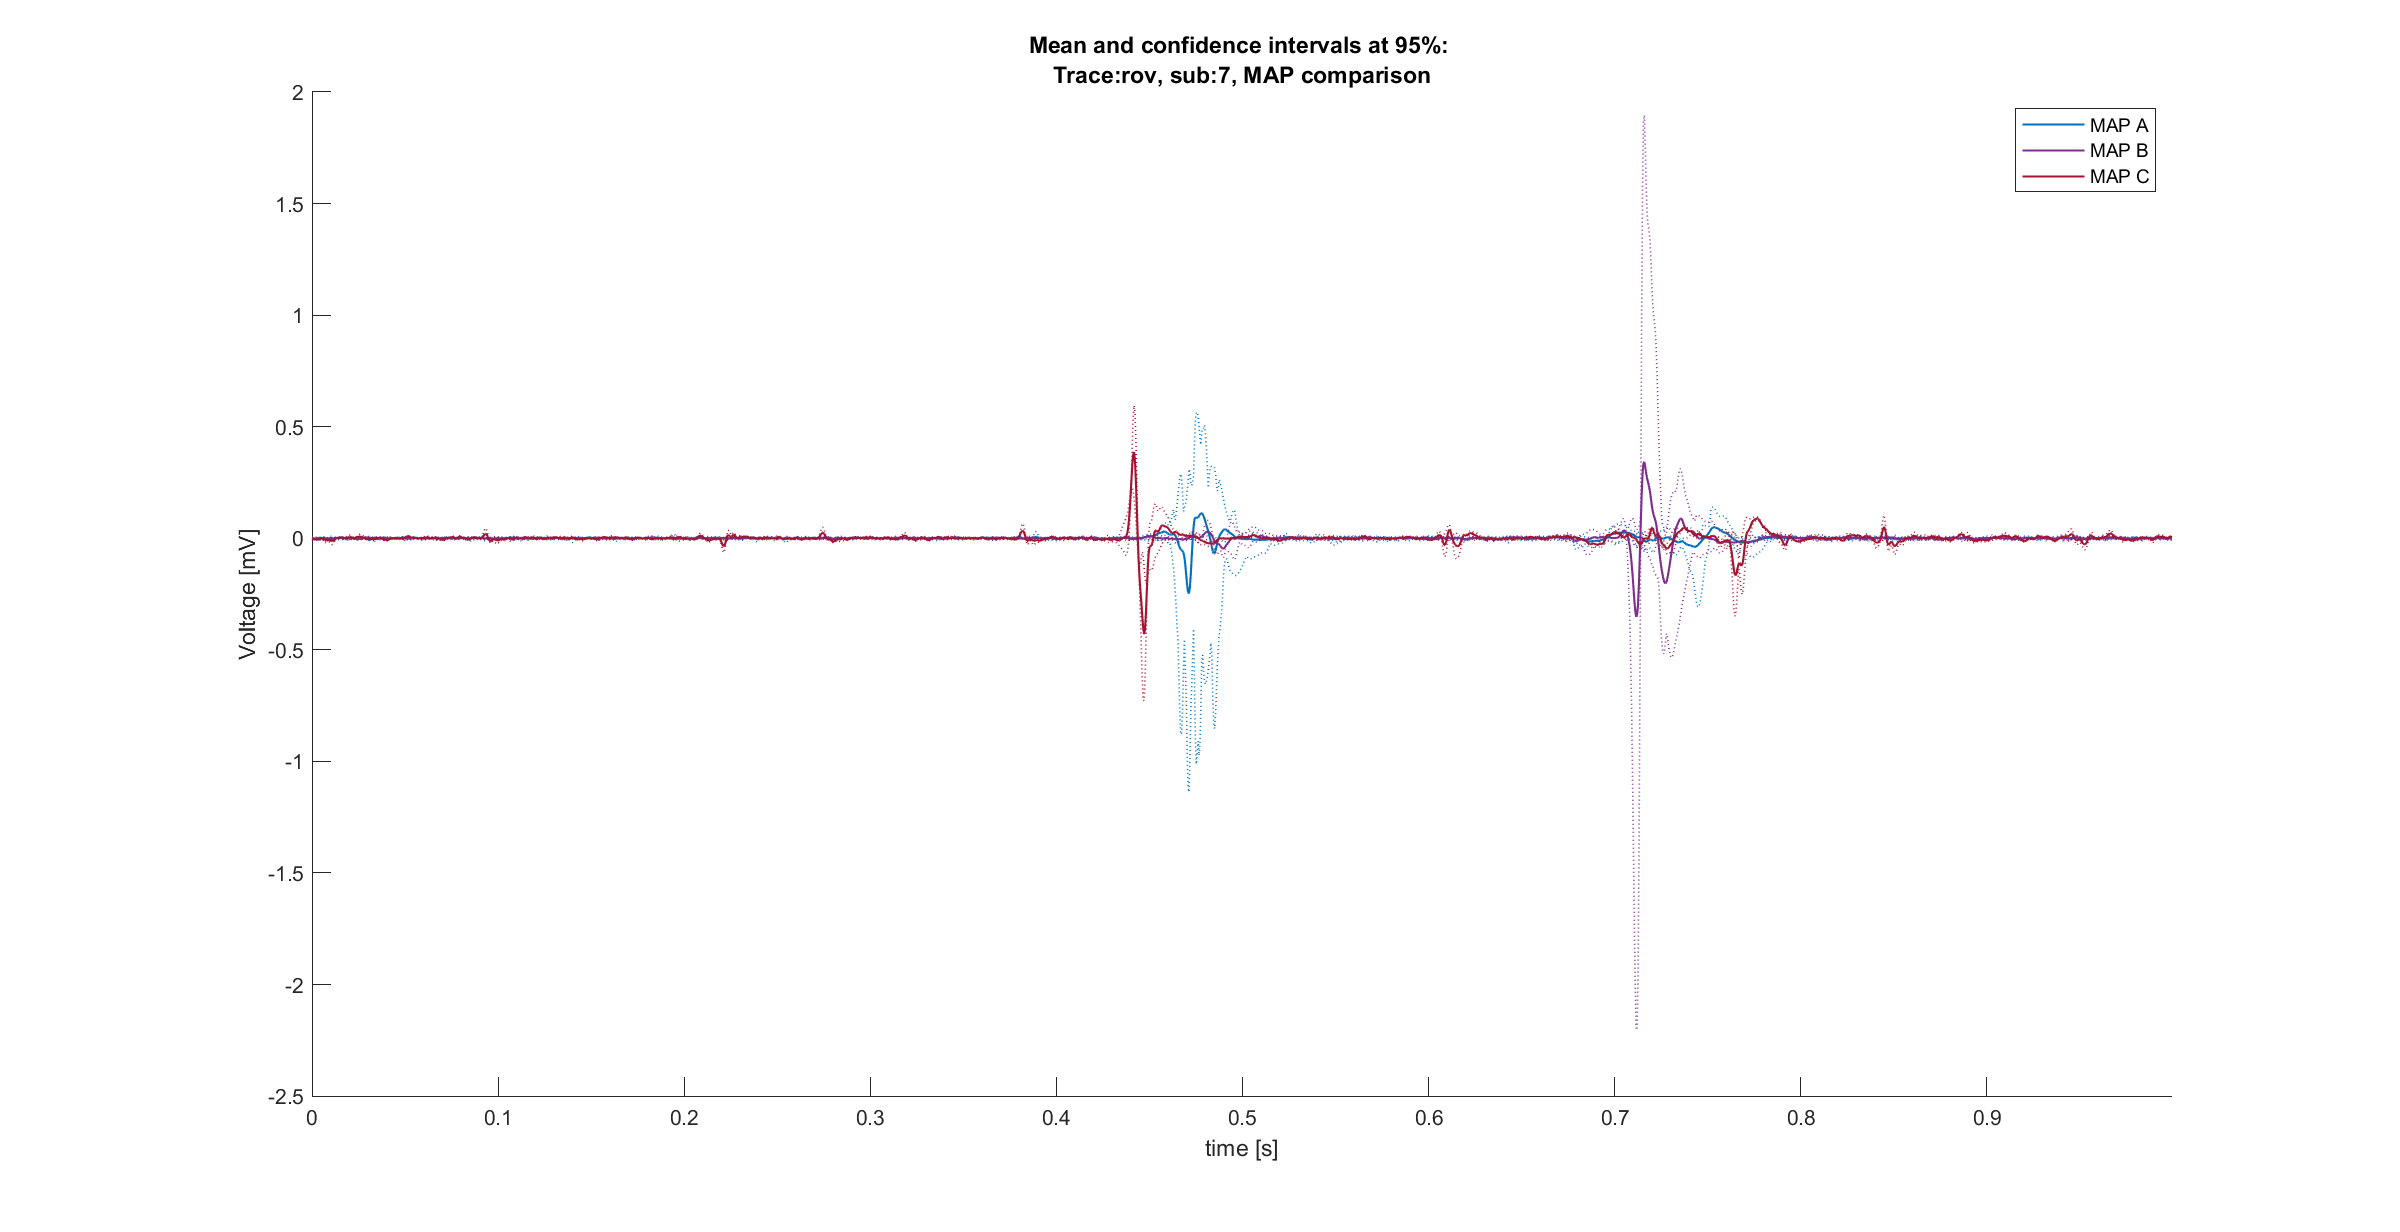 Mean and confidence intervals at 95%:
Trace:rov, sub:7, MAP comparison
MAP A
MAP B
MAP C
2
1.5
1
0.5
0
-0.5
-1
-1.5
-2
-2.5
Voltage [mV]
0 0.1 0.2 0.3 0.4 0.5 0.6 0.7 0.8 0.9
time [s]